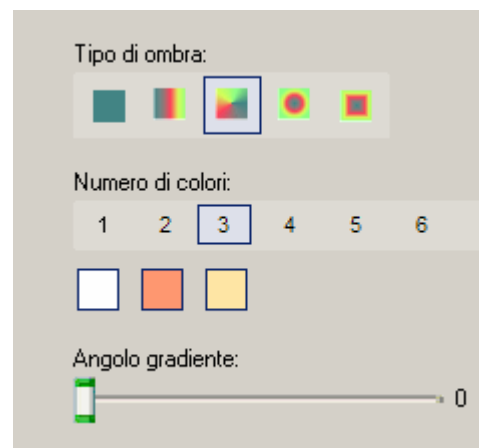 Tipo di ombra:
Numero di colori:
1 2 3 4 5 6
Angolo gradiente:
0